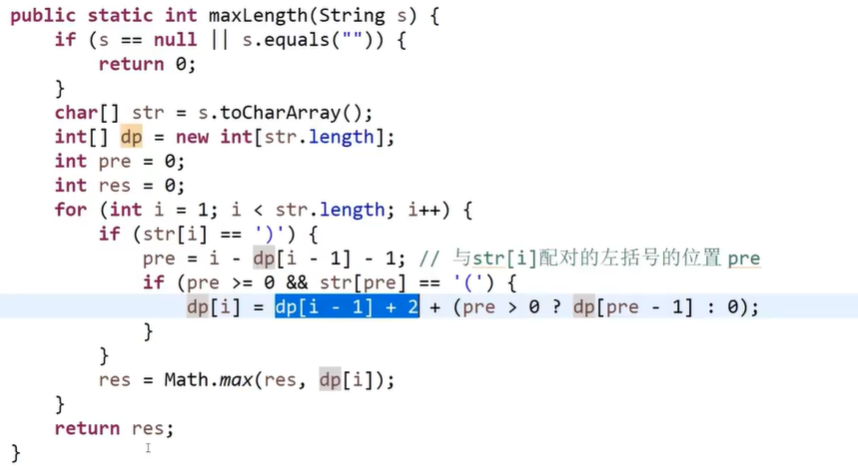 public static int maxLength(String s) {
    if (s == null || s.equals("")) {
        return 0;
    }
    char[] str = s.toCharArray();
    int[] dp = new int[str.length];
    int pre = 0;
    int res = 0;
    for (int i = 1; i < str.length; i++) {
        if (str[i] == ')') {
            pre = i - dp[i - 1] - 1; // 与str[i]配对的左括号的位置 pre
            if (pre >= 0 && str[pre] == '(') {
                dp[i] = dp[i - 1] + 2 + (pre > 0 ? dp[pre - 1] : 0);
            }
        }
        res = Math.max(res, dp[i]);
    }
    return res;
}